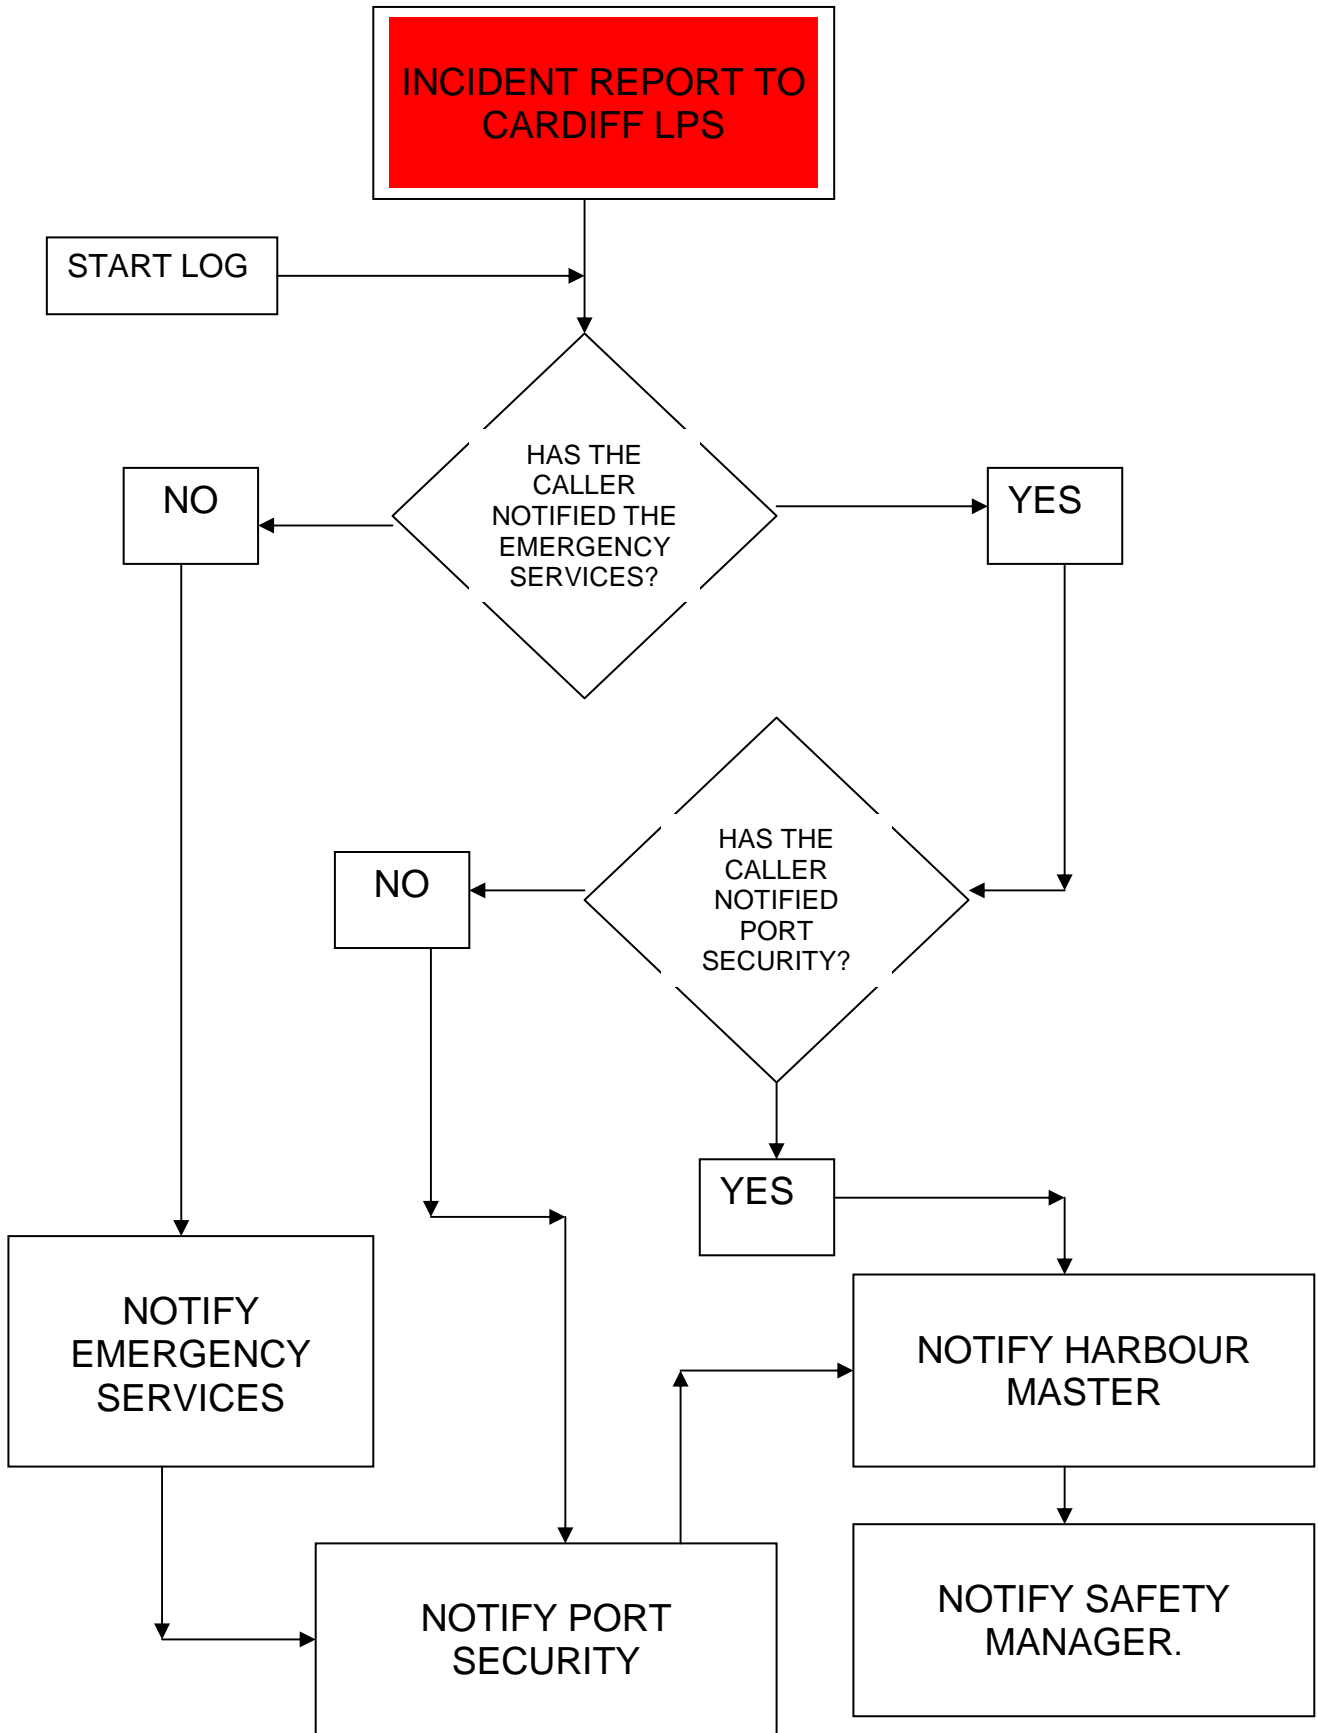 INCIDENT REPORT TO
CARDIFF LPS
START LOG
HAS THE
CALLER
NOTIFIED THE
EMERGENCY
SERVICES?
NO
YES
HAS THE
CALLER
NOTIFIED
PORT
SECURITY?
NO
YES
NOTIFY
EMERGENCY
SERVICES
NOTIFY HARBOUR
MASTER
NOTIFY PORT
SECURITY
NOTIFY SAFETY
MANAGER.